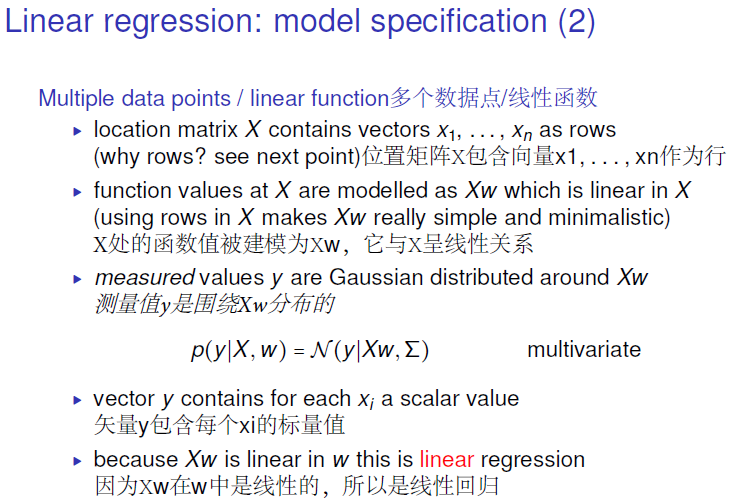 Linear regression: model specification (2)
Multiple data points / linear function多个数据点/线性函数
▸ location matrix X contains vectors x₁, . . . , xₙ as rows
(why rows? see next point)位置矩阵X包含向量x1, . . . , xn作为行
▸ function values at X are modelled as Xw which is linear in X
(using rows in X makes Xw really simple and minimalistic)
X处的函数值被建模为Xw，它与X呈线性关系
▸ measured values y are Gaussian distributed around Xw
测量值y是围绕Xw分布的
p(y|X, w) = 𝒩(y|Xw, Σ) multivariate
▸ vector y contains for each xᵢ a scalar value
矢量y包含每个xi的标量值
▸ because Xw is linear in w this is linear regression
因为Xw在w中是线性的，所以是线性回归